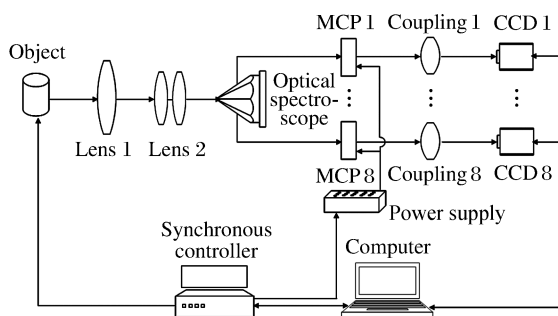 MCP 1
Coupling 1
CCD 1
Object
Optical
spectro-
scope
Lens 1
Lens 2
MCP 8
Coupling 8
CCD 8
Power supply
Synchronous
controller
Computer